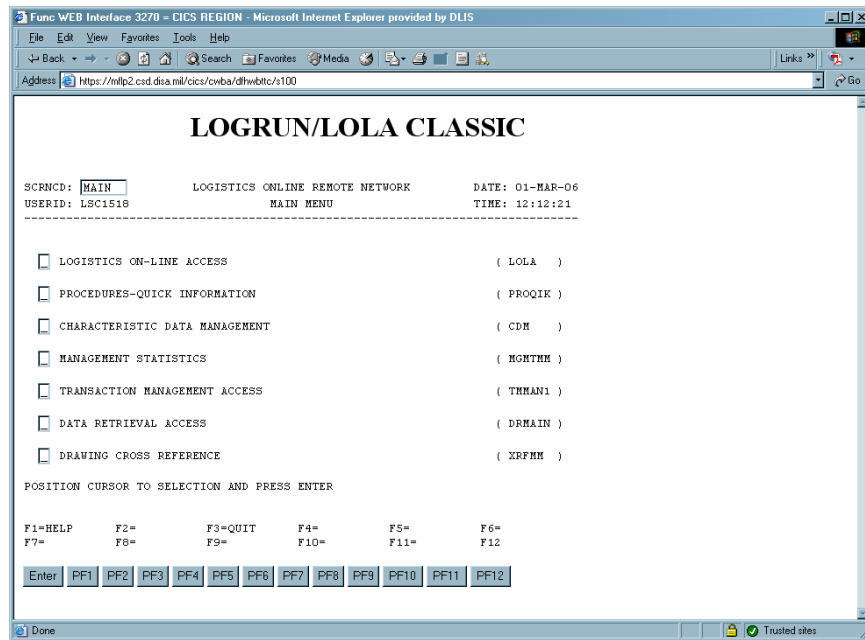 Func WEB Interface 3270 = CICS REGION - Microsoft Internet Explorer provided by DLIS
File Edit View Favorites Tools Help
Back Search Favorites Media Links »
Address https://mflp2.csd.disa.mil/cics/cwba/dfhwbttc/s100 Go
LOGRUN/LOLA CLASSIC
SCRNCD: MAIN LOGISTICS ONLINE REMOTE NETWORK DATE: 01-MAR-06
USERID: LSC1518 MAIN MENU TIME: 12:12:21
_ LOGISTICS ON-LINE ACCESS ( LOLA )
_ PROCEDURES-QUICK INFORMATION ( PROQIK )
_ CHARACTERISTIC DATA MANAGEMENT ( CDM )
_ MANAGEMENT STATISTICS ( MGMTMM )
_ TRANSACTION MANAGEMENT ACCESS ( TMMAN1 )
_ DATA RETRIEVAL ACCESS ( DRMAIN )
_ DRAWING CROSS REFERENCE ( XRFMM )
POSITION CURSOR TO SELECTION AND PRESS ENTER
F1=HELP F2= F3=QUIT F4= F5= F6=
F7= F8= F9= F10= F11= F12
Enter PF1 PF2 PF3 PF4 PF5 PF6 PF7 PF8 PF9 PF10 PF11 PF12
Done Trusted sites